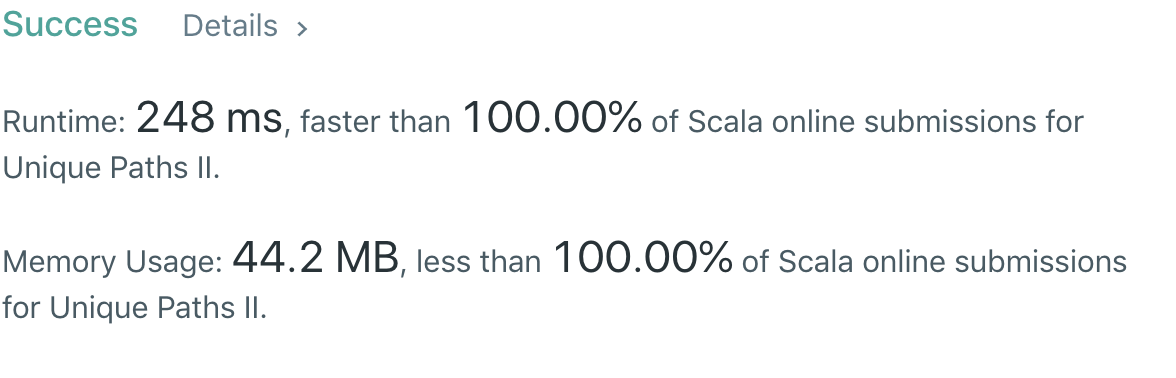 Success Details >
Runtime: 248 ms, faster than 100.00% of Scala online submissions for
Unique Paths II.
Memory Usage: 44.2 MB, less than 100.00% of Scala online submissions
for Unique Paths II.